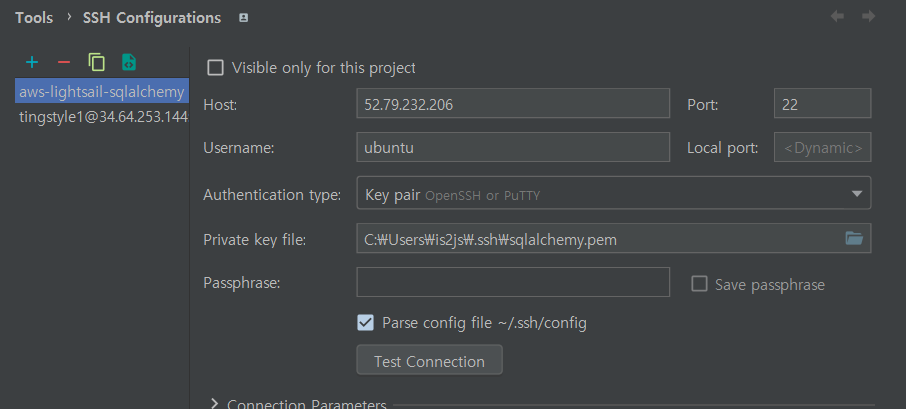 Tools › SSH Configurations
Visible only for this project
aws-lightsail-sqlalchemy
tingstyle1@34.64.253.144
Host: 52.79.232.206 Port: 22
Username: ubuntu Local port: <Dynamic>
Authentication type: Key pair OpenSSH or PuTTY
Private key file: C:₩Users₩is2js₩.ssh₩sqlalchemy.pem
Passphrase: Save passphrase
Parse config file ~/.ssh/config
Test Connection
Connection Parameters